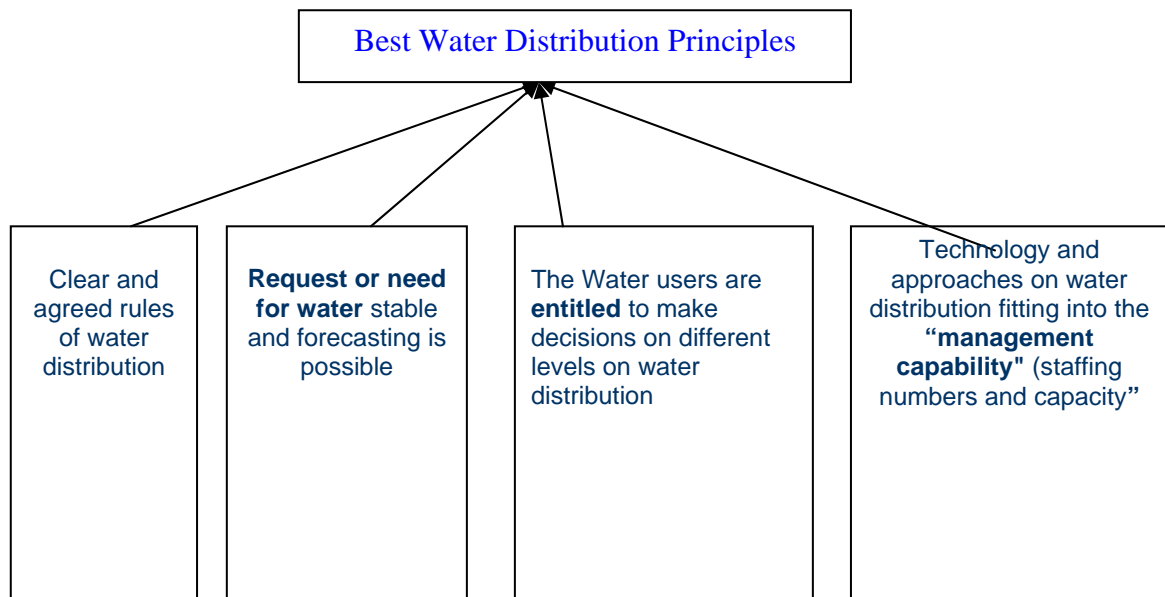 Best Water Distribution Principles
Clear and
agreed rules
of water
distribution
Request or need
for water stable
and forecasting is
possible
The Water users are
entitled to make
decisions on different
levels on water
distribution
Technology and
approaches on water
distribution fitting into the
“management
capability" (staffing
numbers and capacity”